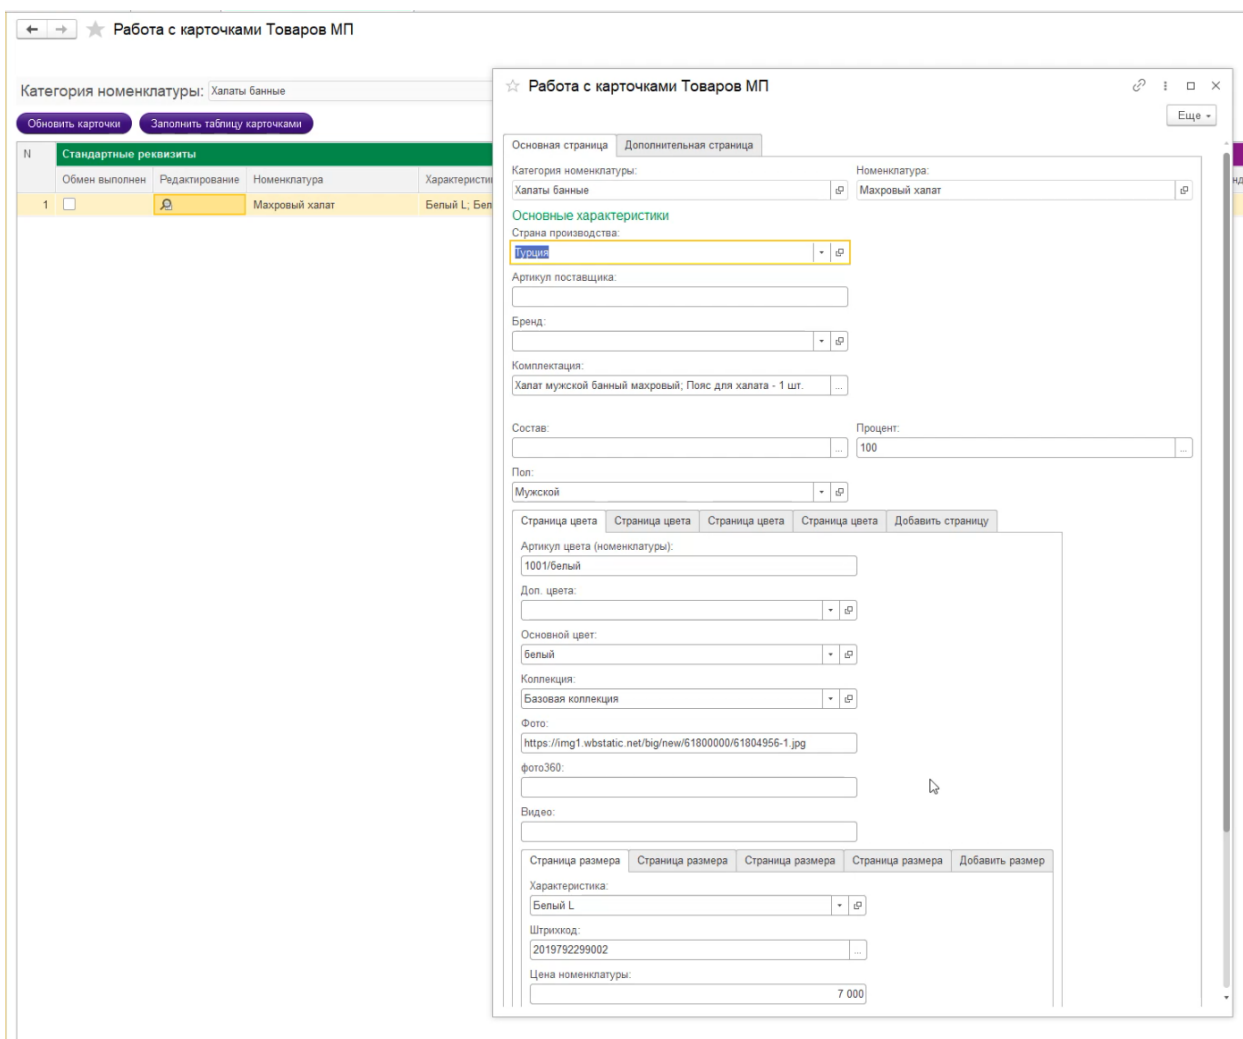 Работа с карточками Товаров МП
Категория номенклатуры: Халаты банные
Обновить карточки Заполнить таблицу карточками
N Стандартные реквизиты
Обмен выполнен Редактирование Номенклатура Характеристи
1 Махровый халат Белый L; Бел
Работа с карточками Товаров МП
Еще
Основная страница Дополнительная страница
Категория номенклатуры: Номенклатура:
Халаты банные Махровый халат
Основные характеристики
Страна производства:
Турция
Артикул поставщика:
Бренд:
Комплектация:
Халат мужской банный махровый; Пояс для халата - 1 шт.
Состав: Процент:
100
Пол:
Мужской
Страница цвета Страница цвета Страница цвета Страница цвета Добавить страницу
Артикул цвета (номенклатуры):
1001/белый
Доп. цвета:
Основной цвет:
белый
Коллекция:
Базовая коллекция
Фото:
https://img1.wbstatic.net/big/new/61800000/61804956-1.jpg
фото360:
Видео:
Страница размера Страница размера Страница размера Страница размера Добавить размер
Характеристика:
Белый L
Штрихкод:
2019792299002
Цена номенклатуры:
7 000